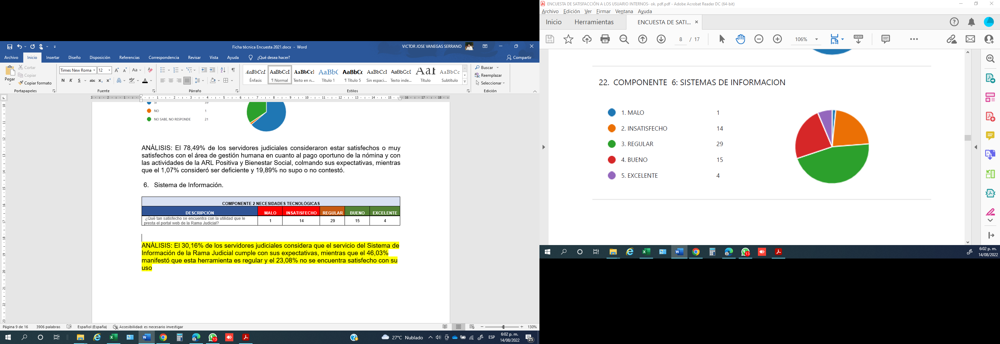 Ficha técnica Encuesta 2021.docx - Word
VICTOR JOSE VANEGAS SERRANO
Archivo Inicio Insertar Diseño Disposición Referencias Correspondencia Revisar Vista Ayuda ¿Qué desea hacer? Compartir
Pegar
Cortar
Copiar
Copiar formato
Portapapeles
Times New Roma 12
N K S abc x₂ x²
Fuente
Párrafo
AaBbCcI AaBbCcI AaBbCcI AaBbC AaBbCc AaBbCcI AaBbCcI AaI AaBbCc
Énfasis ¶ Normal Texto en n... Título 1 ¶ Título 5 Sin espaci... Texto inde... Título Subtítulo
Estilos
Buscar
Reemplazar
Seleccionar
Edición
SI 39
NO 1
NO SABE, NO RESPONDE 21
ANÁLISIS: El 78,49% de los servidores judiciales consideraron estar satisfechos o muy
satisfechos con el área de gestión humana en cuanto al pago oportuno de la nómina y con
las actividades de la ARL Positiva y Bienestar Social, colmando sus expectativas, mientras
que el 1,07% consideró ser deficiente y 19,89% no supo o no contestó.
6. Sistema de Información.
COMPONENTE 2 NECESIDADES TECNOLÓGICAS
DESCRIPCIÓN MALO INSATISFECHO REGULAR BUENO EXCELENTE
¿Qué tan satisfecho se encuentra con la utilidad que le
presta el portal web de la Rama Judicial? 1 14 29 15 4
ANÁLISIS: El 30,16% de los servidores judiciales considera que el servicio del Sistema de
Información de la Rama Judicial cumple con sus expectativas, mientras que el 46,03%
manifestó que esta herramienta es regular y el 23,08% no se encuentra satisfecho con su
uso
Página 9 de 16 3906 palabras Español (España) Accesibilidad: es necesario investigar 130%
13
27°C Nublado
ESP
6:02 p. m.
14/08/2022
25
ENCUESTA DE SATISFACCIÓN A LOS USUARIO INTERNOS- ok. pdf.pdf - Adobe Acrobat Reader DC (64-bit)
Archivo Edición Ver Firmar Ventana Ayuda
Inicio Herramientas ENCUESTA DE SATI... ×
8 / 17 106%
22. COMPONENTE 6: SISTEMAS DE INFORMACION
1. MALO 1
2. INSATISFECHO 14
3. REGULAR 29
4. BUENO 15
5. EXCELENTE 4
13
6:02 p. m.
14/08/2022